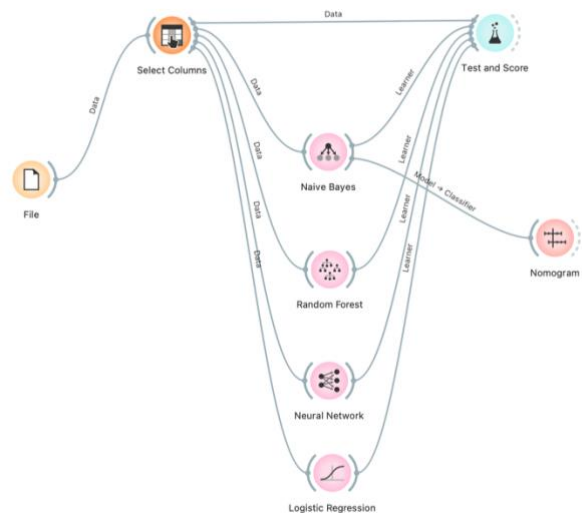 Data
Select Columns
Test and Score
Data
Data
Learner
File
Naive Bayes
Data
Learner
Model → Classifier
Data
Learner
Nomogram
Data
Learner
Random Forest
Neural Network
Logistic Regression